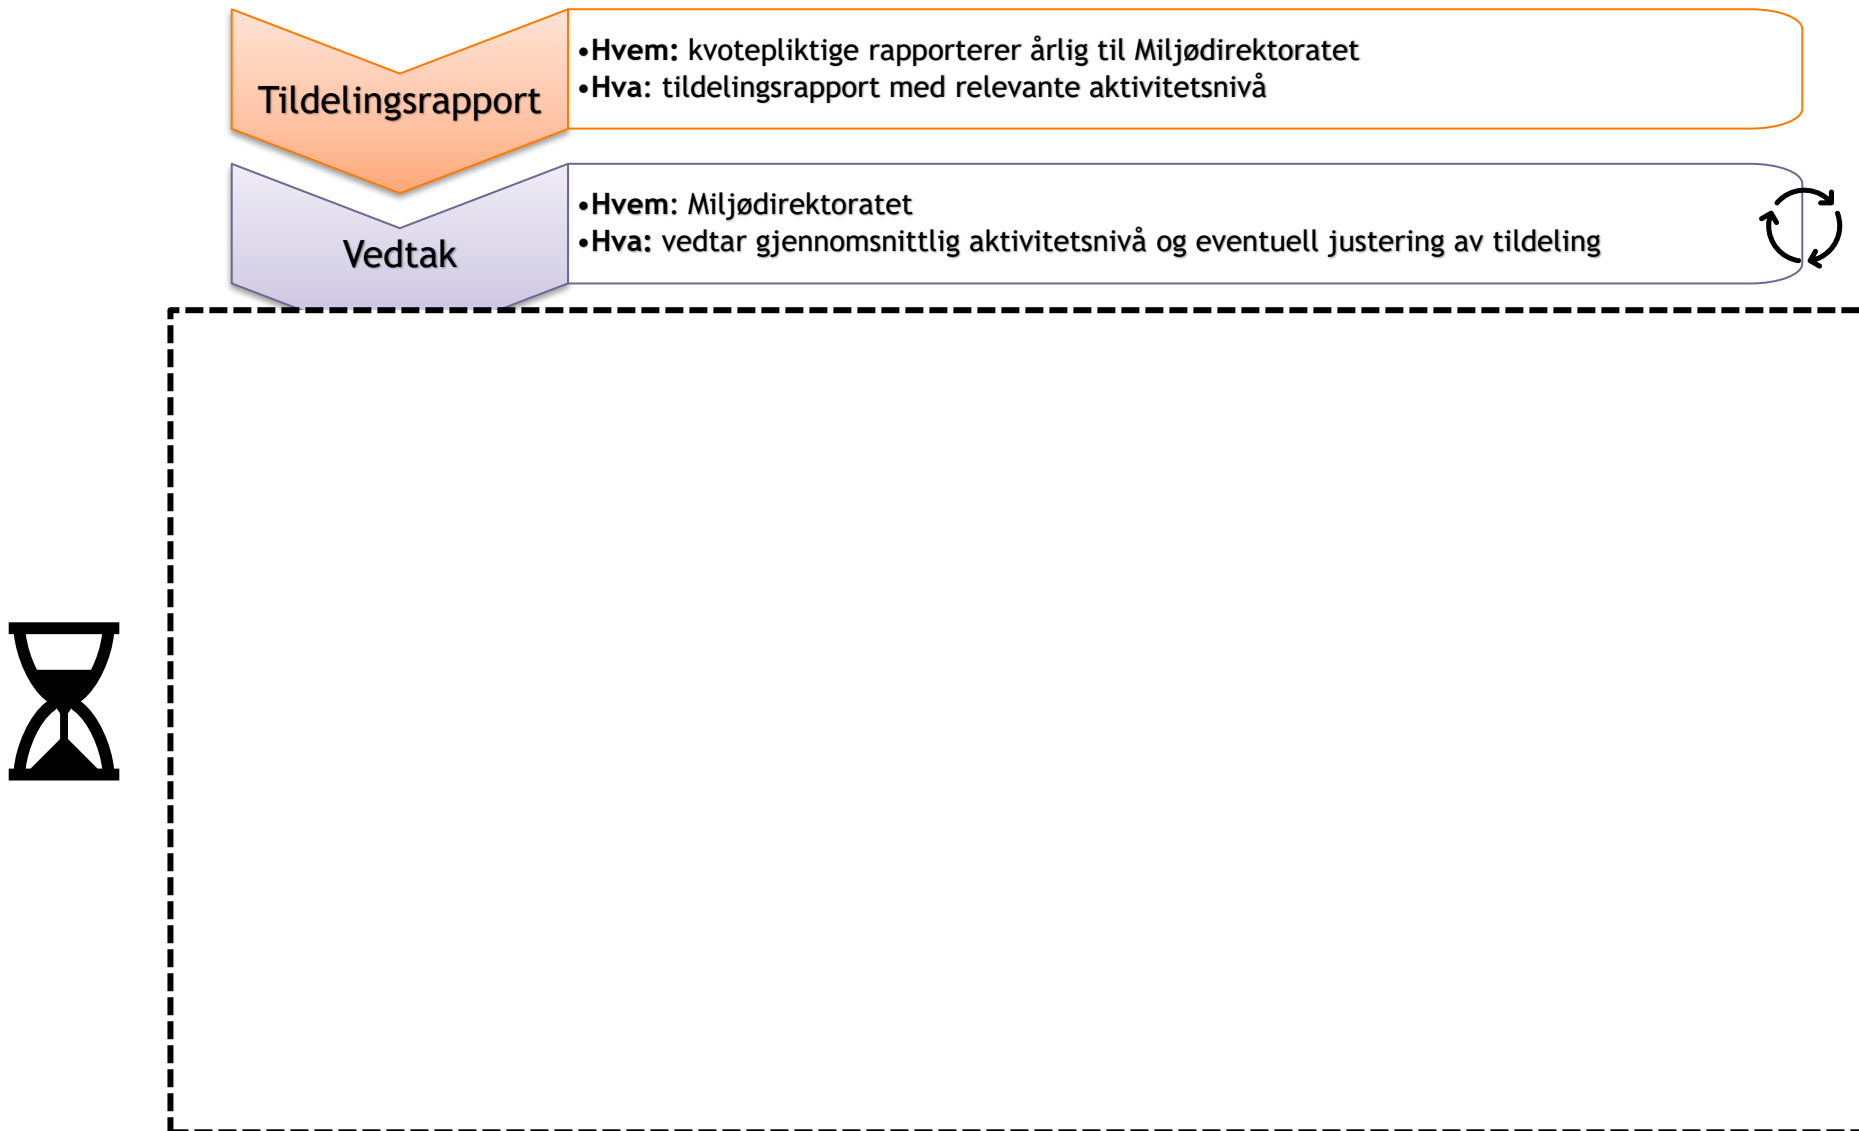 Tildelingsrapport
•Hvem: kvotepliktige rapporterer årlig til Miljødirektoratet
•Hva: tildelingsrapport med relevante aktivitetsnivå
Vedtak
•Hvem: Miljødirektoratet
•Hva: vedtar gjennomsnittlig aktivitetsnivå og eventuell justering av tildeling